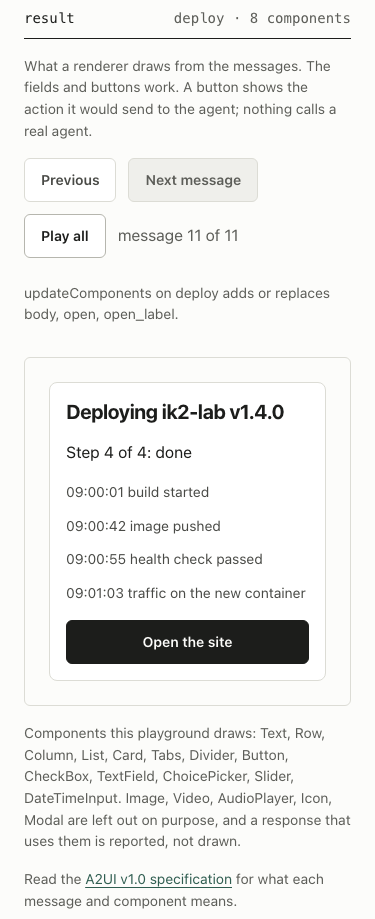 result deploy · 8 components
What a renderer draws from the messages. The
fields and buttons work. A button shows the
action it would send to the agent; nothing calls a
real agent.
Previous Next message
Play all message 11 of 11
updateComponents on deploy adds or replaces
body, open, open_label.
Deploying ik2-lab v1.4.0
Step 4 of 4: done
09:00:01 build started
09:00:42 image pushed
09:00:55 health check passed
09:01:03 traffic on the new container
Open the site
Components this playground draws: Text, Row,
Column, List, Card, Tabs, Divider, Button,
CheckBox, TextField, ChoicePicker, Slider,
DateTimeInput. Image, Video, AudioPlayer, Icon,
Modal are left out on purpose, and a response that
uses them is reported, not drawn.
Read the A2UI v1.0 specification for what each
message and component means.